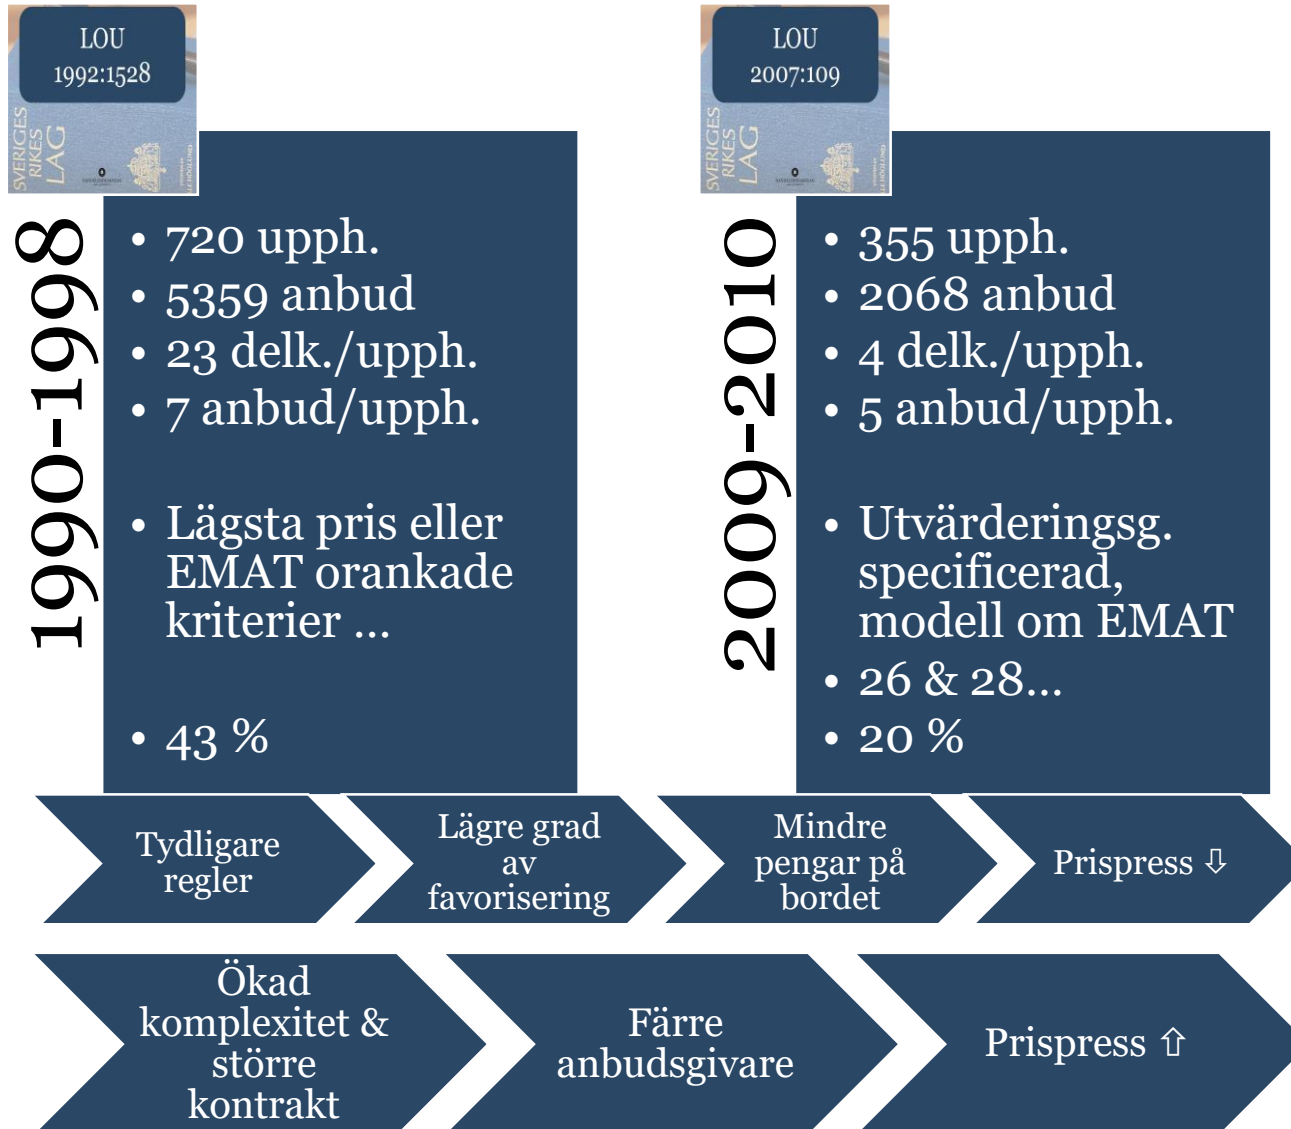 LOU
1992:1528
SVERIGES
RIKES
LAG
1990-1998
• 720 upph.
• 5359 anbud
• 23 delk./upph.
• 7 anbud/upph.
• Lägsta pris eller
EMAT orankade
kriterier ...
• 43 %
LOU
2007:109
SVERIGES
RIKES
LAG
2009-2010
• 355 upph.
• 2068 anbud
• 4 delk./upph.
• 5 anbud/upph.
• Utvärderingsg.
specificerad,
modell om EMAT
• 26 & 28...
• 20 %
Tydligare
regler
Lägre grad
av
favorisering
Mindre
pengar på
bordet
Prispress ⇩
Ökad
komplexitet &
större
kontrakt
Färre
anbudsgivare
Prispress ⇧